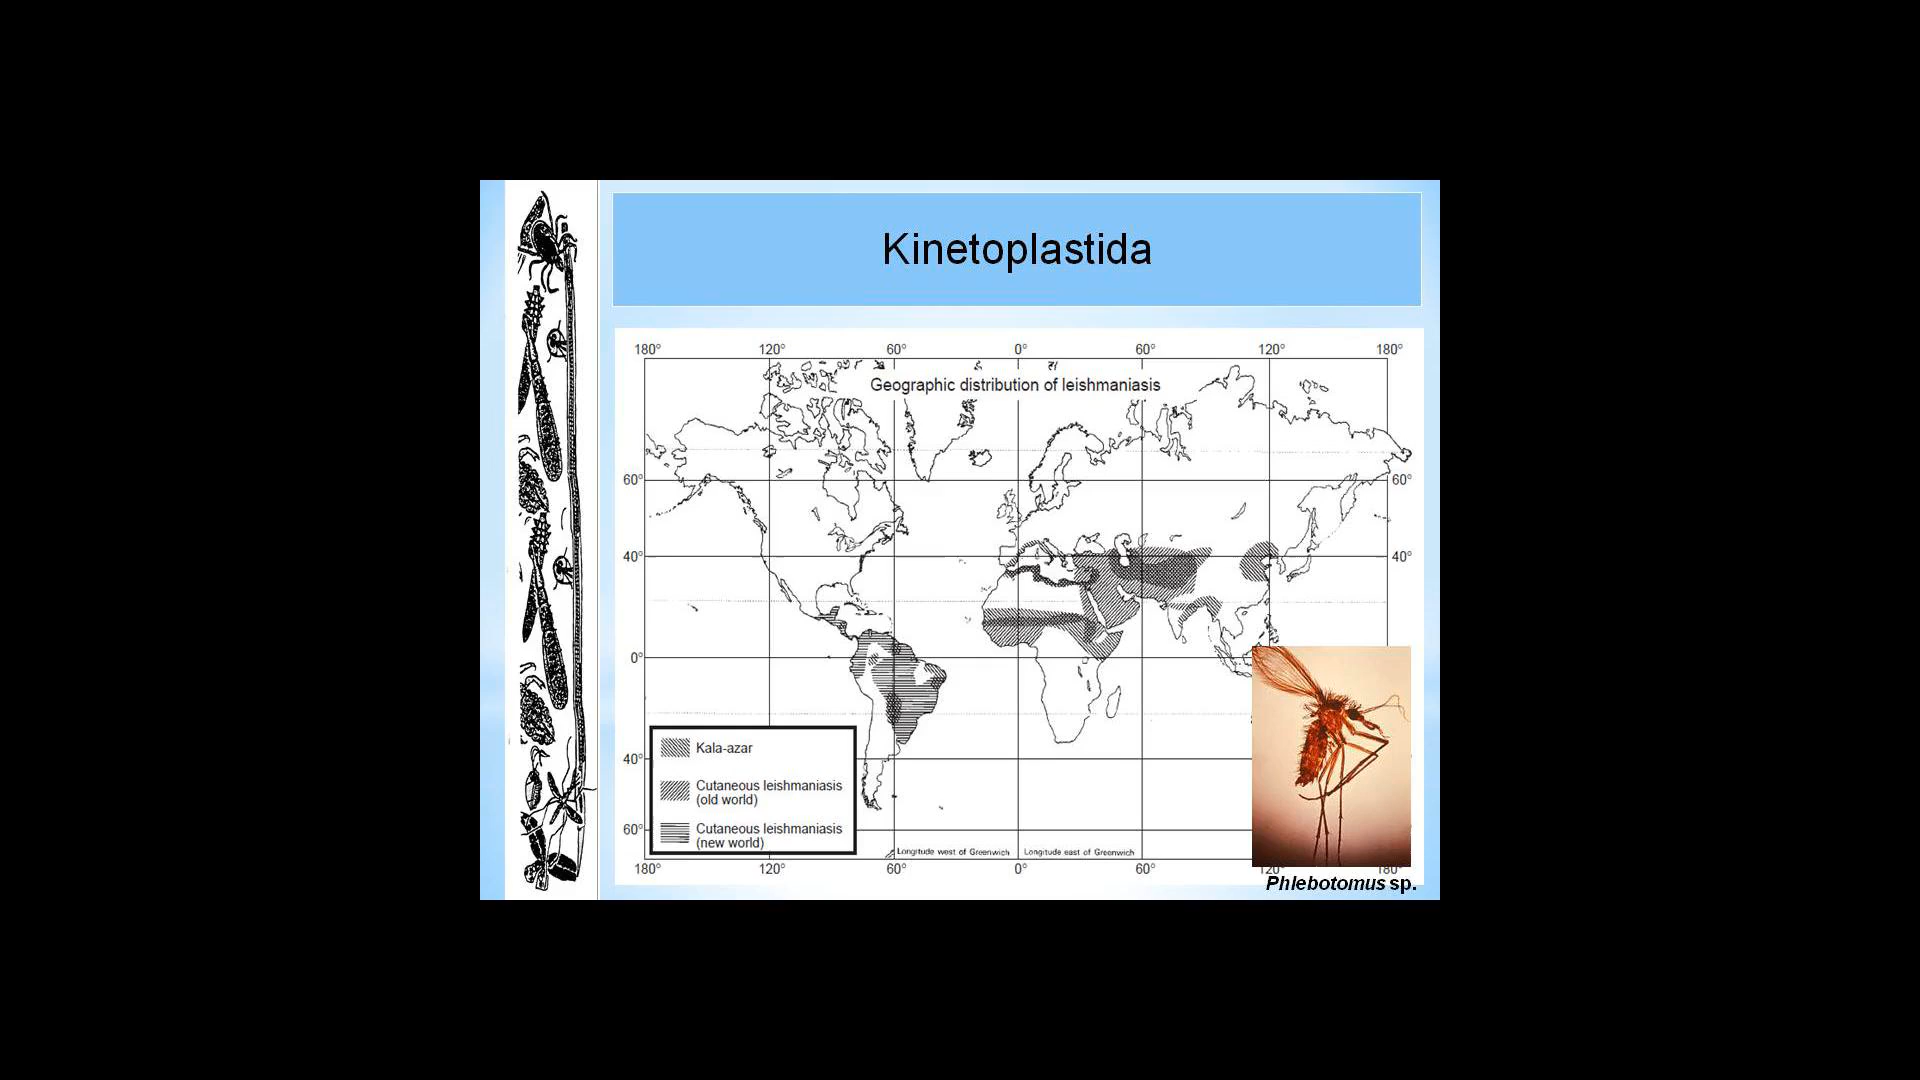 Kinetoplastida
180° 120° 60° 0° 60° 120° 180°
Geographic distribution of leishmaniasis
60° 60°
40° 40°
0°
Kala-azar
40°
Cutaneous leishmaniasis
(old world)
Cutaneous leishmaniasis
(new world)
60°
Longitude west of Greenwich Longitude east of Greenwich
180° 120° 60° 0° 60° 120° 180°
Phlebotomus sp.